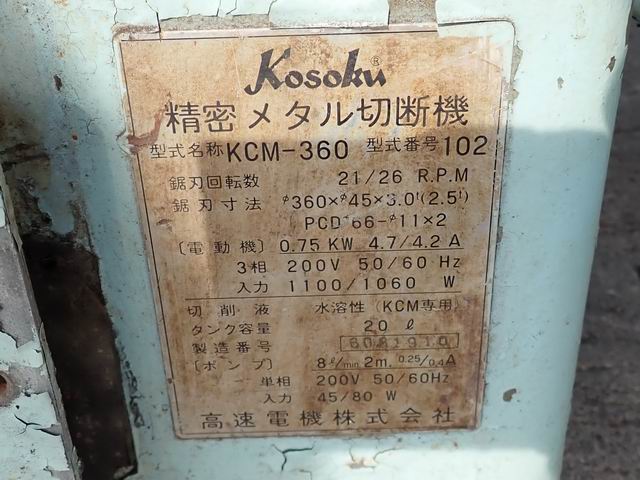 Kosoku®
精密メタル切断機
型式名称 KCM-360 型式番号 102
鋸刃回転数 21/26 R.P.M
鋸刃寸法 φ360×φ45×3.0t(2.5t)
PCD 66-φ11×2
〔電動機〕 0.75 KW 4.7/4.2 A
3相 200V 50/60 Hz
入力 1100/1060 W
切削液 水溶性 (KCM専用)
タンク容量 20 ℓ
製造番号
〔ポンプ〕 8ℓ/min 2m. 0.25/0.4A
単相 200V 50/60Hz
入力 45/80 W
高速電機株式会社